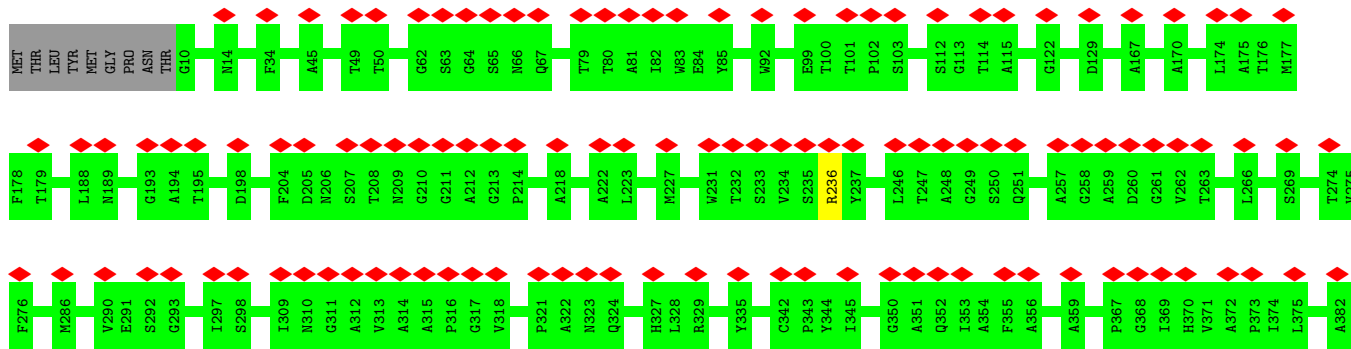 MET THR LEU TYR MET GLY PRO ASN THR G10 N14 F34 A45 T49 T50 G62 S63 G64 S65 N66 Q67 T79 T80 A81 I82 W83 E84 Y85 W92 E99 T100 T101 P102 S103 S112 G113 T114 A115 G122 D129 A167 A170 L174 A175 T176 M177
F178 T179 L188 N189 G193 A194 T195 D198 F204 D205 N206 S207 T208 N209 G210 G211 A212 G213 P214 A218 A222 L223 M227 W231 T232 S233 V234 S235 R236 Y237 L246 T247 A248 G249 S250 Q251 A257 G258 A259 D260 G261 V262 T263 L266 S269 T274 V275
F276 M286 V290 E291 S292 G293 I297 S298 I309 N310 G311 A312 V313 A314 A315 P316 G317 V318 P321 A322 N323 Q324 H327 L328 R329 Y335 C342 P343 Y344 I345 G350 A351 Q352 I353 A354 F355 A356 A359 P367 G368 I369 H370 V371 A372 P373 I374 L375 A382